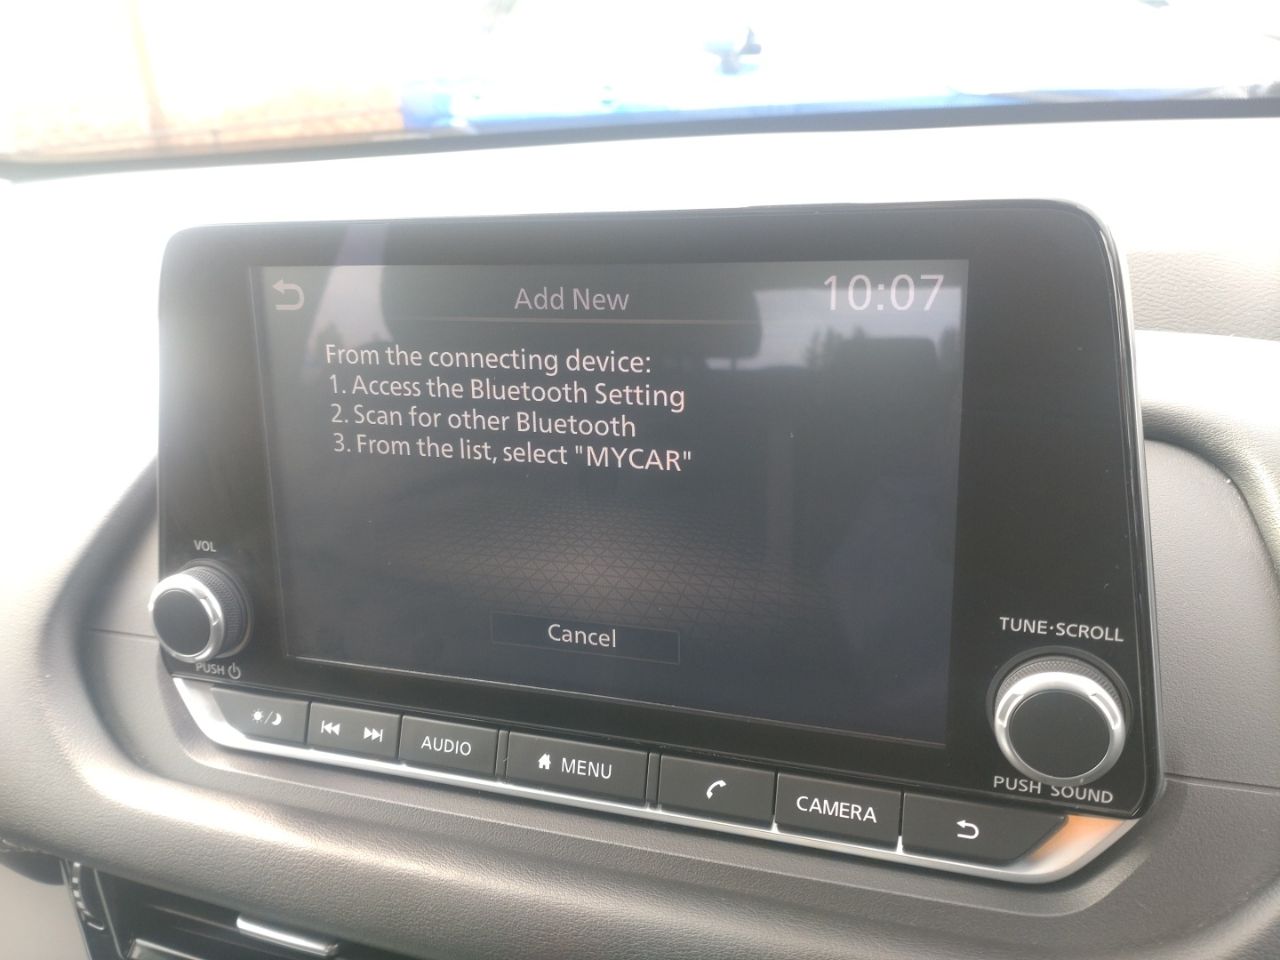 Add New
10:07
From the connecting device:
1. Access the Bluetooth Setting
2. Scan for other Bluetooth
3. From the list, select "MYCAR"
Cancel
VOL
PUSH
TUNE·SCROLL
PUSH SOUND
AUDIO
MENU
CAMERA